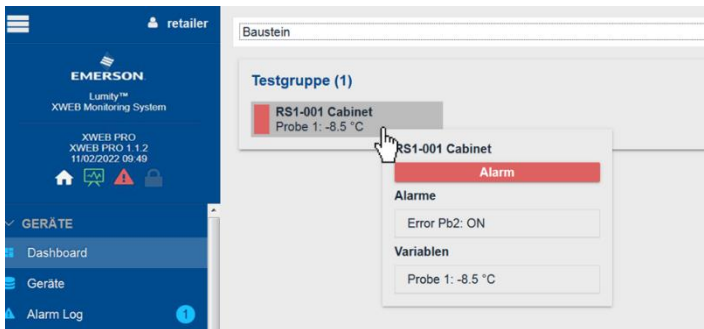 retailer
EMERSON
Lumity™
XWEB Monitoring System
XWEB PRO
XWEB PRO 1.1.2
11/02/2022 09:49
GERÄTE
Dashboard
Geräte
Alarm Log
1
Baustein
Testgruppe (1)
RS1-001 Cabinet
Probe 1: -8.5 °C
RS1-001 Cabinet
Alarm
Alarme
Error Pb2: ON
Variablen
Probe 1: -8.5 °C